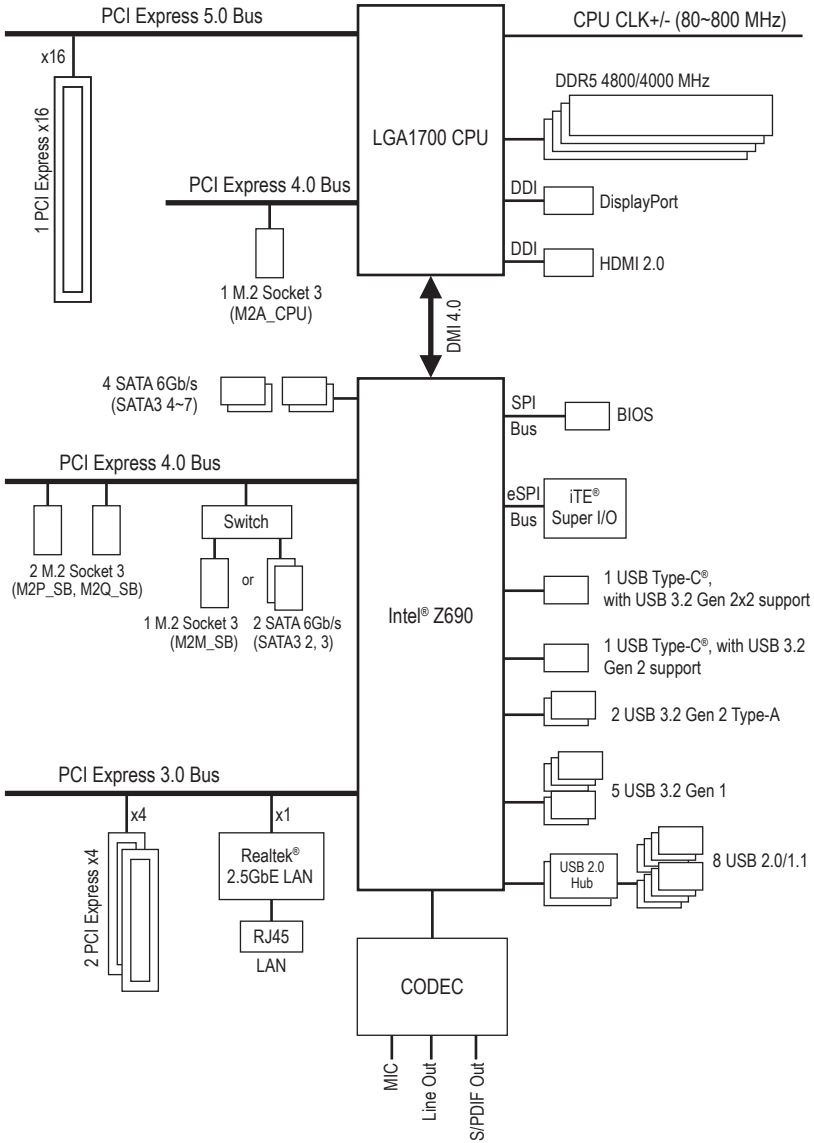 PCI Express 5.0 Bus
CPU CLK+/- (80~800 MHz)
x16
1 PCI Express x16
DDR5 4800/4000 MHz
LGA1700 CPU
PCI Express 4.0 Bus
DDI
DisplayPort
DDI
HDMI 2.0
1 M.2 Socket 3
(M2A_CPU)
DMI 4.0
4 SATA 6Gb/s
(SATA3 4~7)
SPI
Bus
BIOS
PCI Express 4.0 Bus
eSPI
Bus
iTE®
Super I/O
Switch
2 M.2 Socket 3
(M2P_SB, M2Q_SB)
or
1 M.2 Socket 3
(M2M_SB)
2 SATA 6Gb/s
(SATA3 2, 3)
Intel® Z690
1 USB Type-C®,
with USB 3.2 Gen 2x2 support
1 USB Type-C®, with USB 3.2
Gen 2 support
2 USB 3.2 Gen 2 Type-A
PCI Express 3.0 Bus
5 USB 3.2 Gen 1
x4
x1
2 PCI Express x4
Realtek®
2.5GbE LAN
USB 2.0
Hub
8 USB 2.0/1.1
RJ45
LAN
CODEC
MIC
Line Out
S/PDIF Out